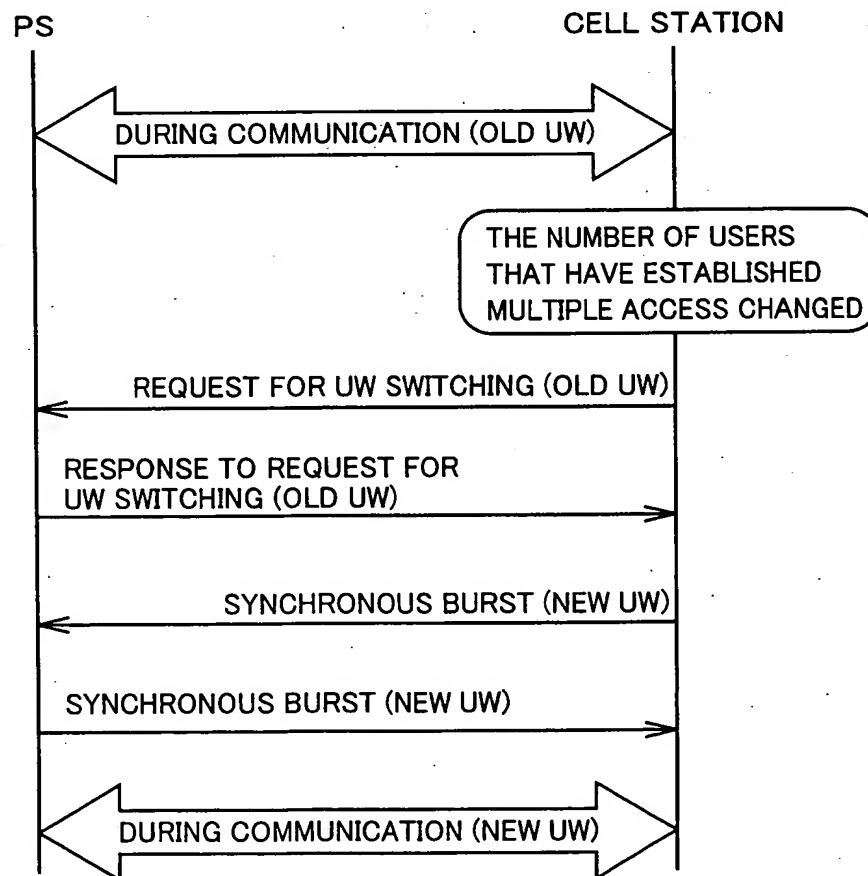 PS
CELL STATION
DURING COMMUNICATION (OLD UW)
THE NUMBER OF USERS
THAT HAVE ESTABLISHED
MULTIPLE ACCESS CHANGED
REQUEST FOR UW SWITCHING (OLD UW)
RESPONSE TO REQUEST FOR
UW SWITCHING (OLD UW)
SYNCHRONOUS BURST (NEW UW)
SYNCHRONOUS BURST (NEW UW)
DURING COMMUNICATION (NEW UW)